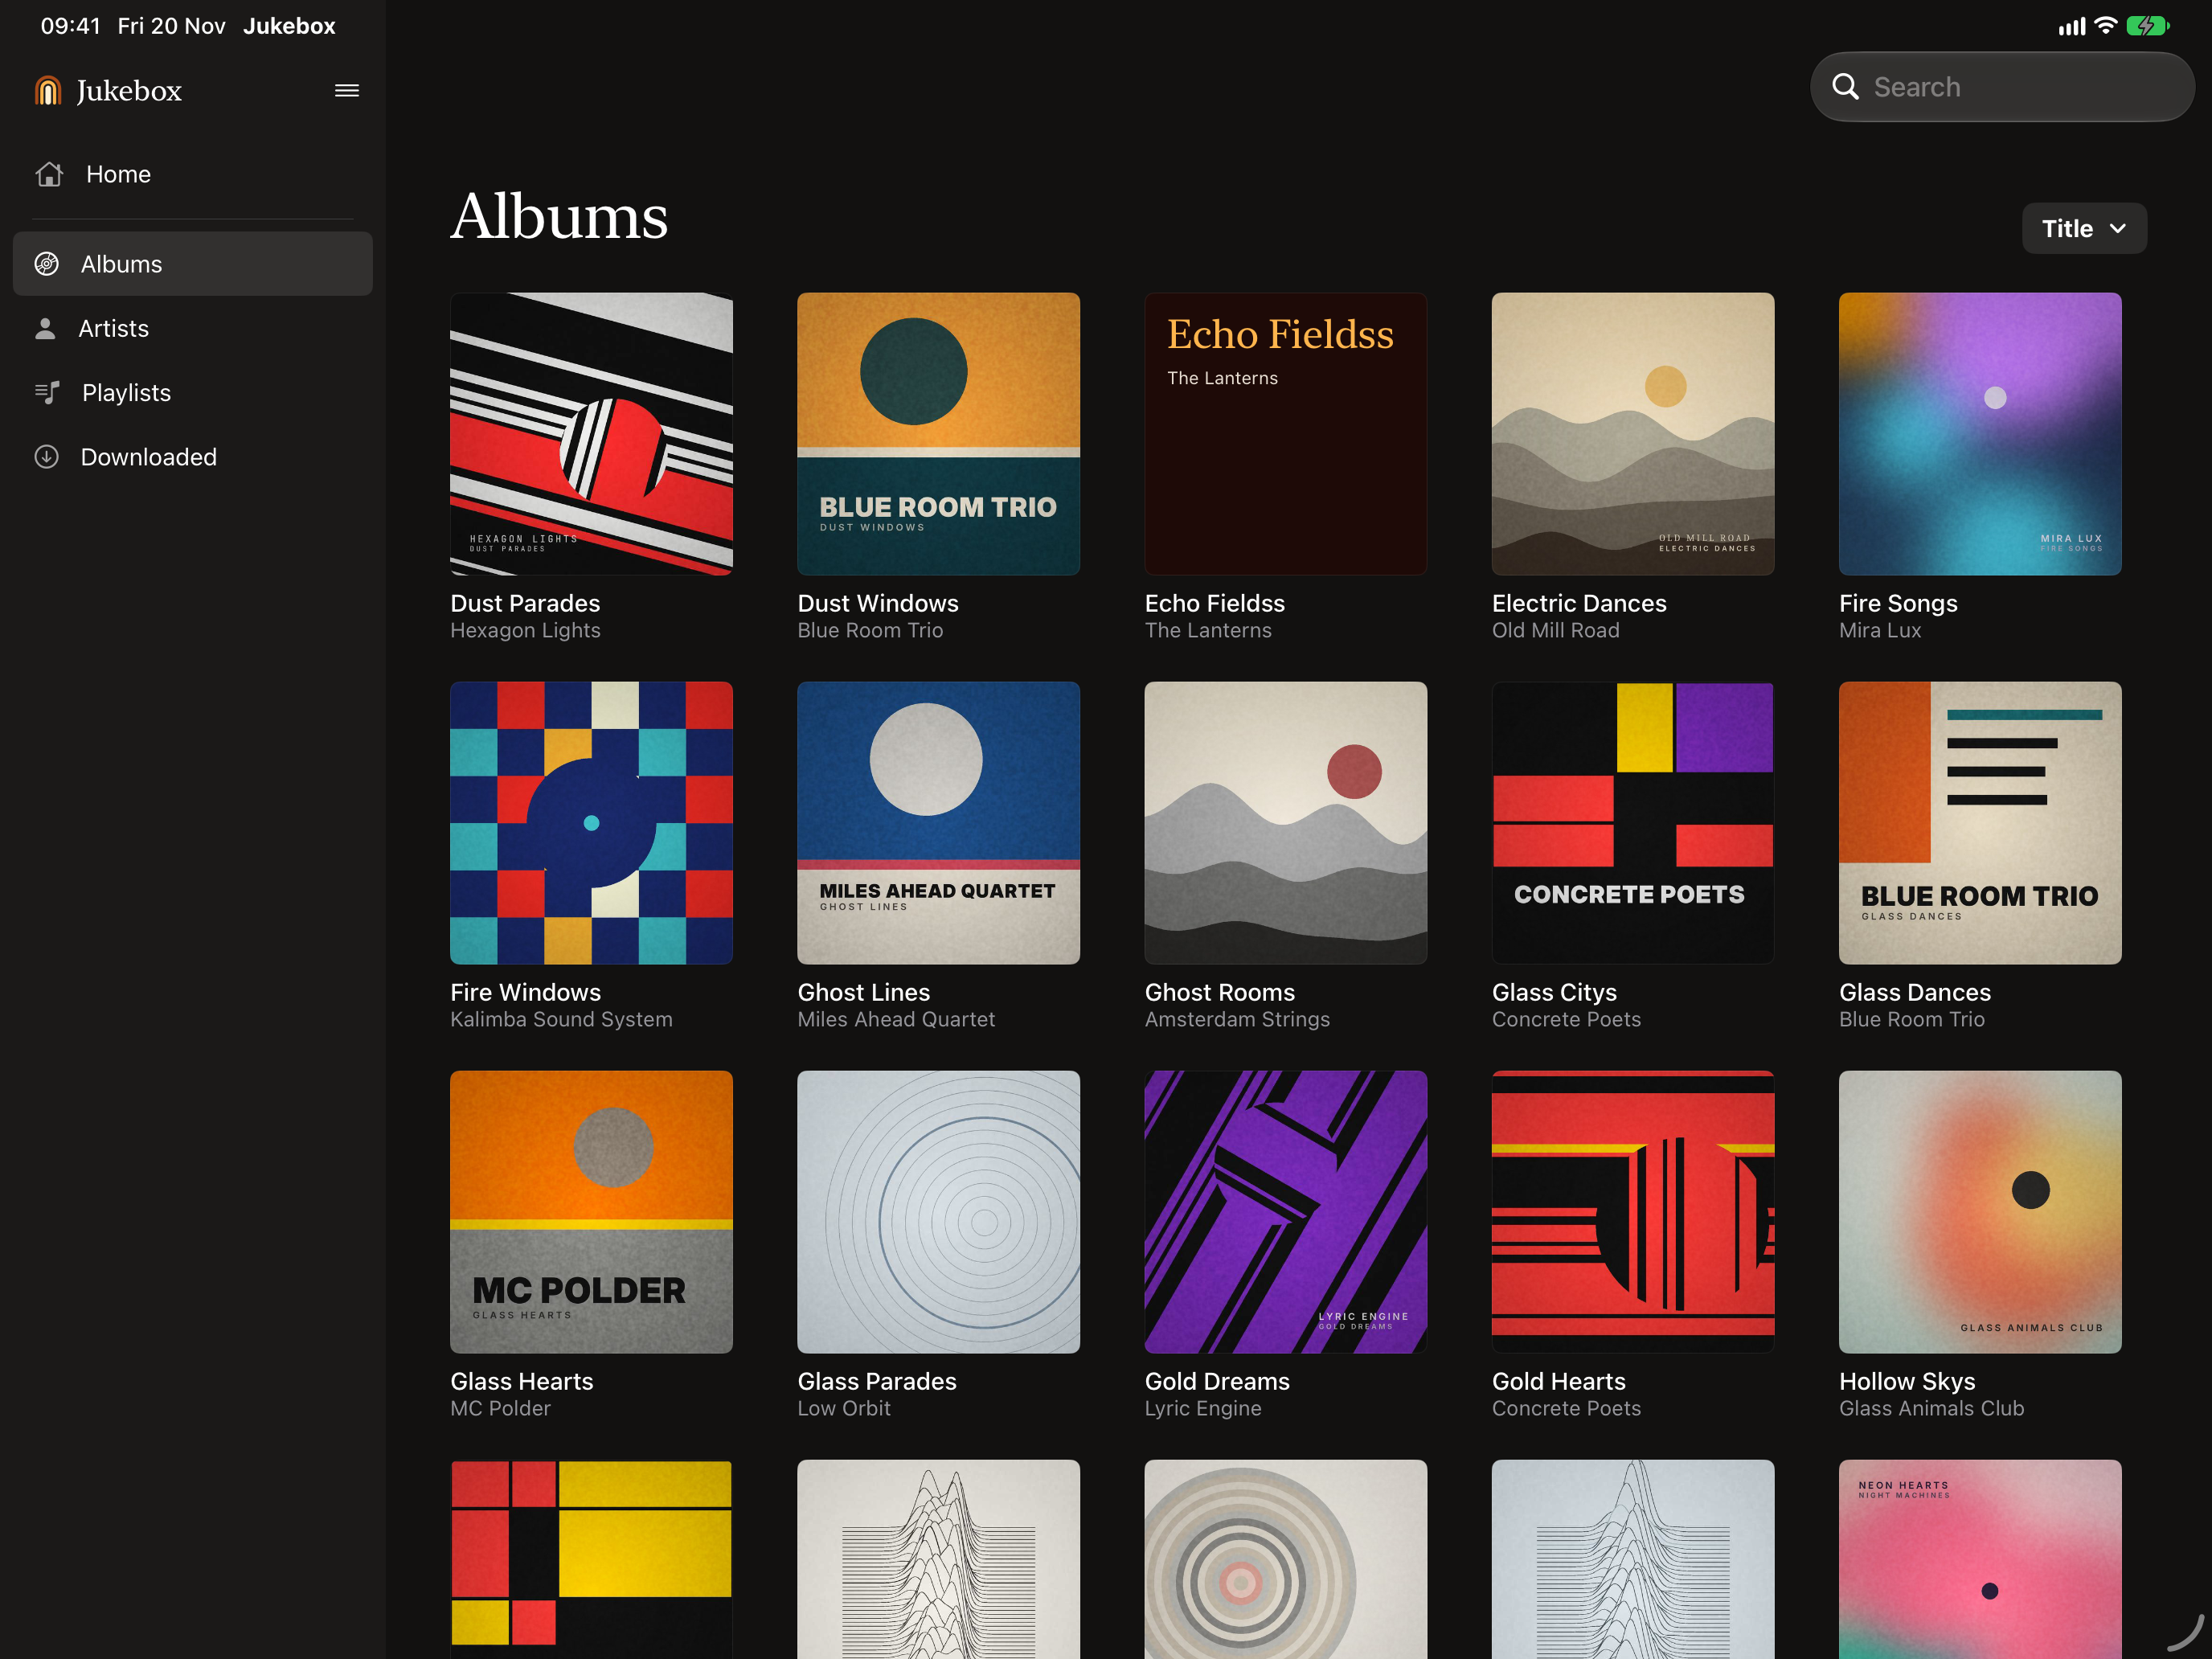 09:41 Fri 20 Nov Jukebox
Jukebox
Search
Home
Albums
Artists
Playlists
Downloaded
Albums
Title
HEXAGON LIGHTS
DUST PARADES
Dust Parades
Hexagon Lights
BLUE ROOM TRIO
DUST WINDOWS
Dust Windows
Blue Room Trio
Echo Fieldss
The Lanterns
Echo Fieldss
The Lanterns
OLD MILL ROAD
ELECTRIC DANCES
Electric Dances
Old Mill Road
MIRA LUX
FIRE SONGS
Fire Songs
Mira Lux
Fire Windows
Kalimba Sound System
MILES AHEAD QUARTET
GHOST LINES
Ghost Lines
Miles Ahead Quartet
Ghost Rooms
Amsterdam Strings
CONCRETE POETS
Glass Citys
Concrete Poets
BLUE ROOM TRIO
GLASS DANCES
Glass Dances
Blue Room Trio
MC POLDER
GLASS HEARTS
Glass Hearts
MC Polder
Glass Parades
Low Orbit
LYRIC ENGINE
GOLD DREAMS
Gold Dreams
Lyric Engine
Gold Hearts
Concrete Poets
GLASS ANIMALS CLUB
Hollow Skys
Glass Animals Club
NEON HEARTS
NIGHT MACHINES